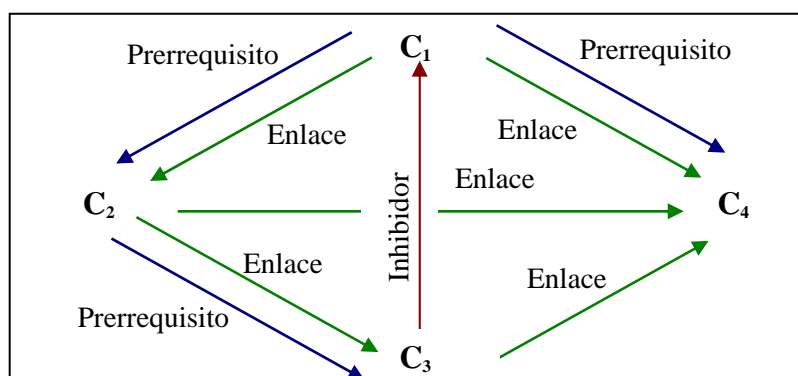 C1
Prerrequisito
Prerrequisito
Enlace
Enlace
Enlace
C2
C4
Inhibidor
Enlace
Enlace
Prerrequisito
C3